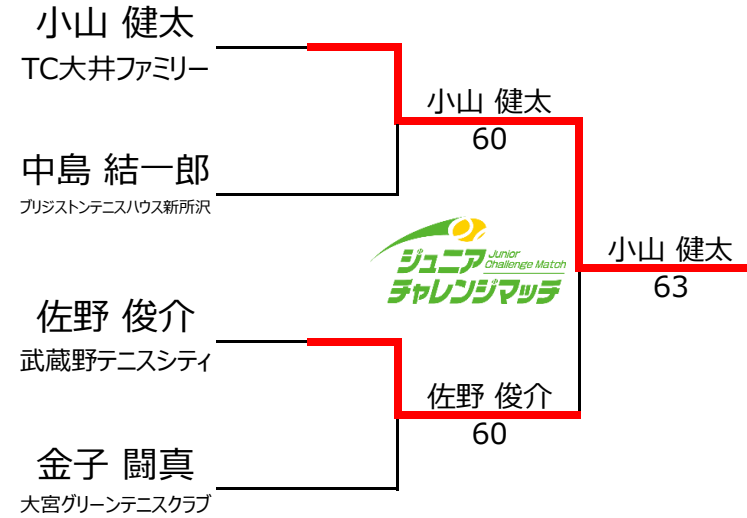 小山 健太
TC大井ファミリー
小山 健太
60
中島 結一郎
ブリジストンテニスハウス新所沢
ジュニア Junior Challenge Match
チャレンジマッチ
小山 健太
63
佐野 俊介
武蔵野テニスシティ
佐野 俊介
60
金子 闘真
大宮グリーンテニスクラブ